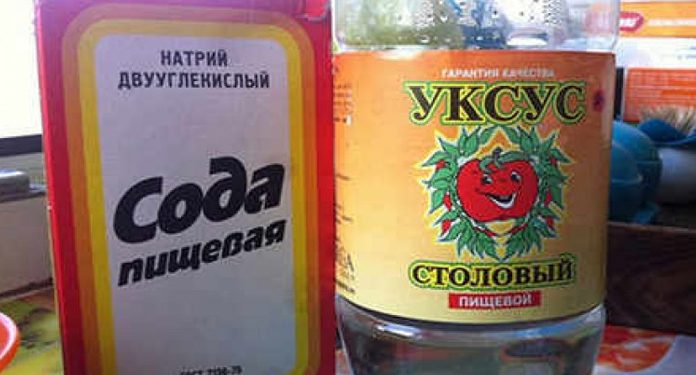 НАТРИЙ
ДВУУГЛЕКИСЛЫЙ
Сода
пищевая
ГАРАНТИЯ КАЧЕСТВА
УКСУС
СТОЛОВЫЙ
ПИЩЕВОЙ